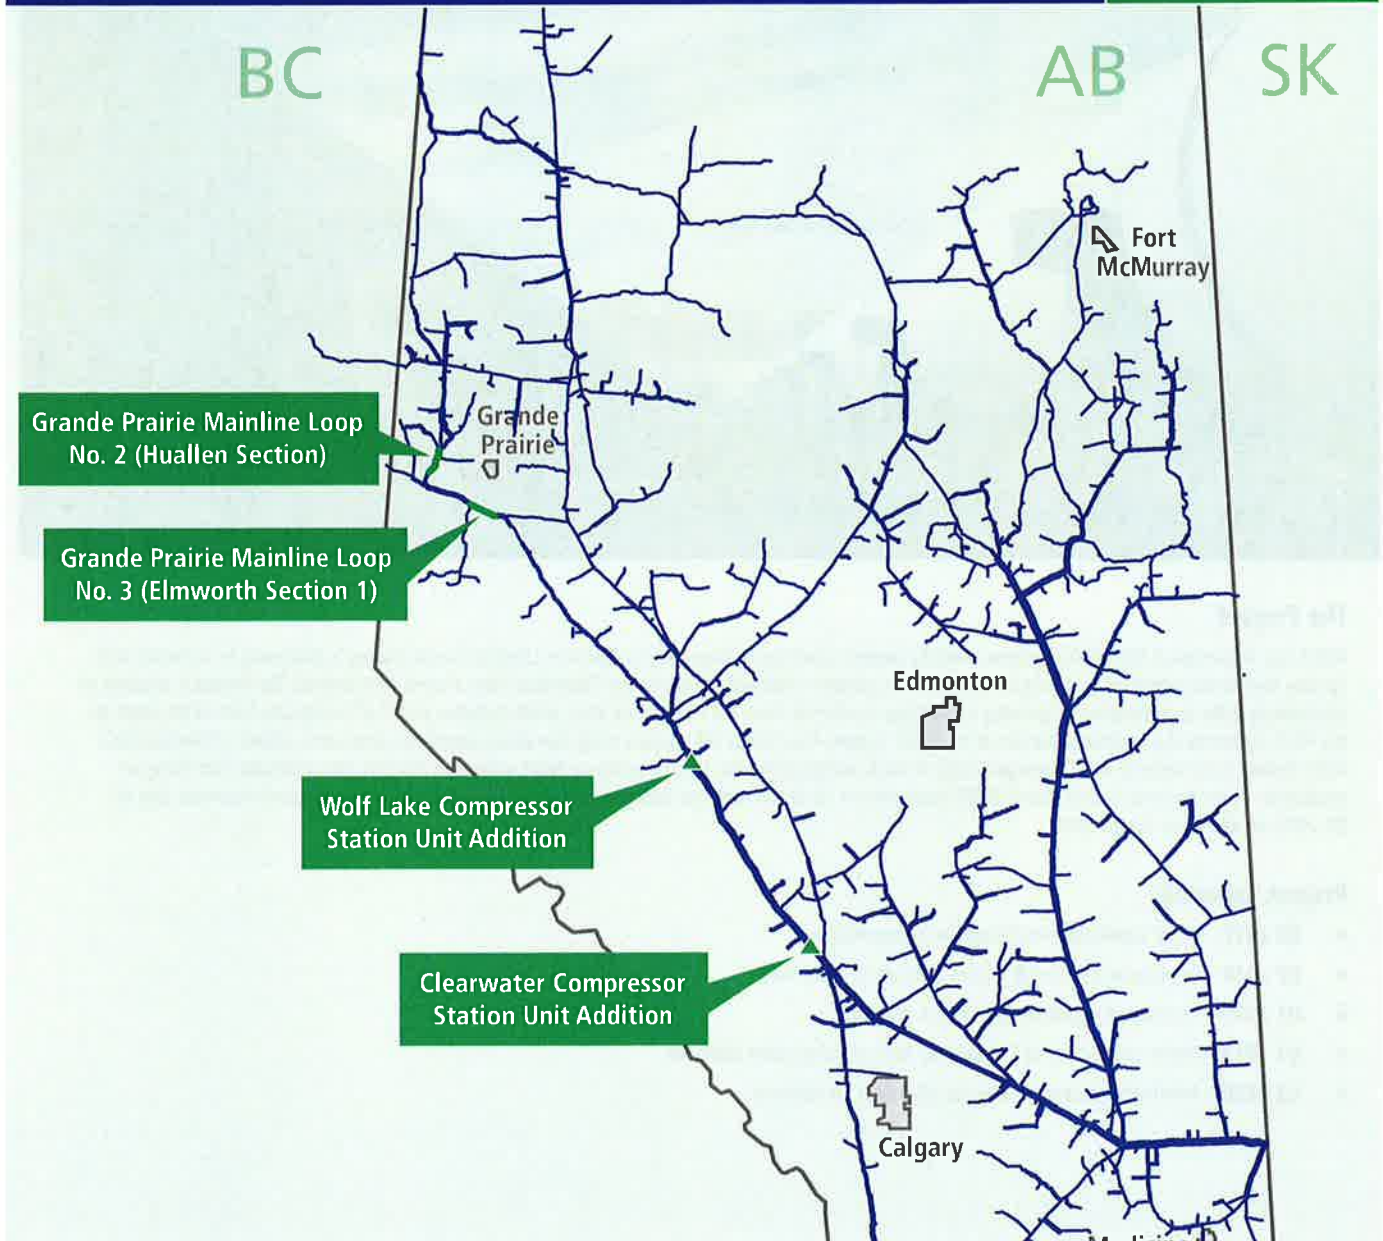 BC
AB
SK
Fort
McMurray
Grande Prairie Mainline Loop
No. 2 (Huallen Section)
Grande
Prairie
Grande Prairie Mainline Loop
No. 3 (Elmworth Section 1)
Edmonton
Wolf Lake Compressor
Station Unit Addition
Clearwater Compressor
Station Unit Addition
Calgary